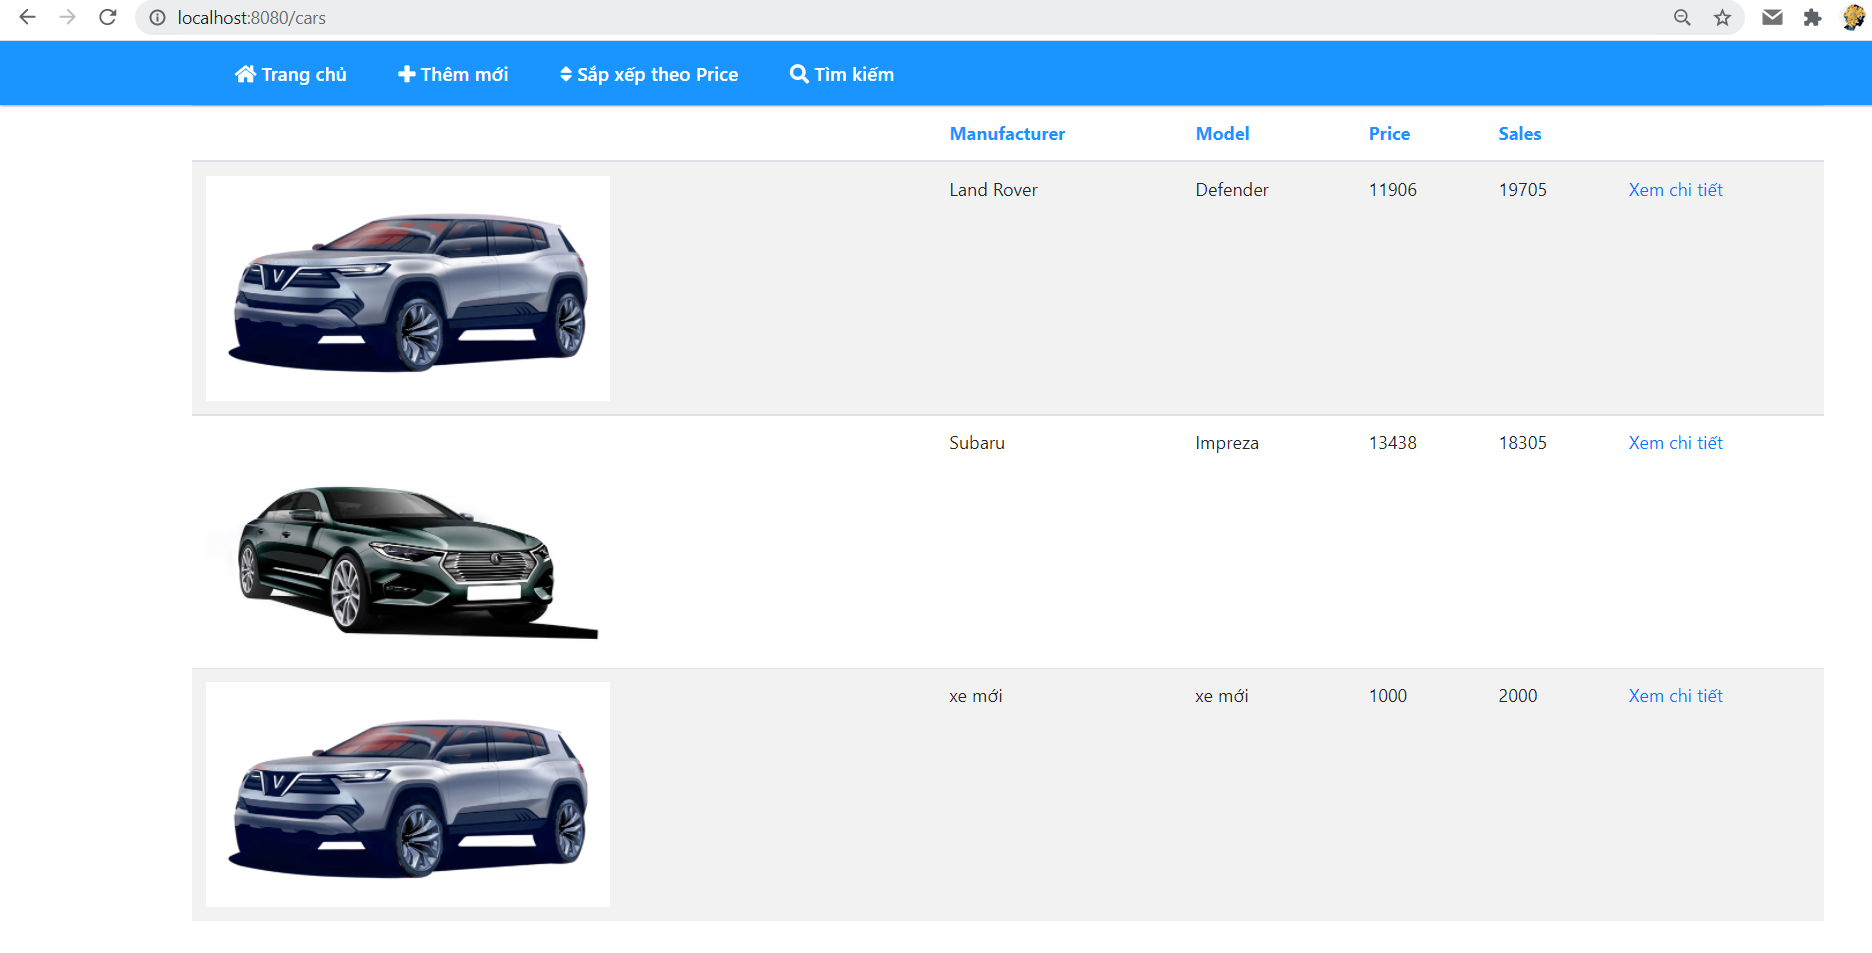 localhost:8080/cars
Trang chủ Thêm mới Sắp xếp theo Price Tìm kiếm
Manufacturer Model Price Sales
Land Rover Defender 11906 19705 Xem chi tiết
Subaru Impreza 13438 18305 Xem chi tiết
xe mới xe mới 1000 2000 Xem chi tiết